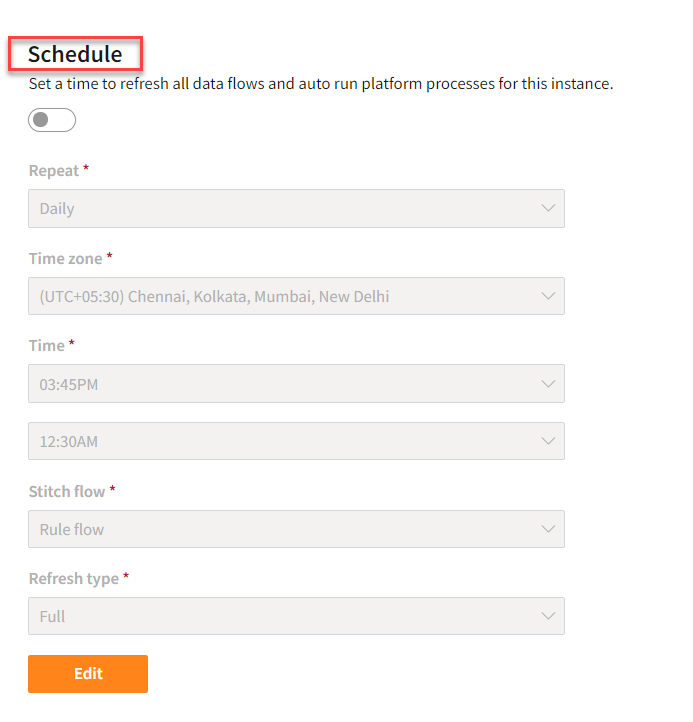 Schedule
Set a time to refresh all data flows and auto run platform processes for this instance.
Repeat *
Daily
Time zone *
(UTC+05:30) Chennai, Kolkata, Mumbai, New Delhi
Time *
03:45PM
12:30AM
Stitch flow *
Rule flow
Refresh type *
Full
Edit